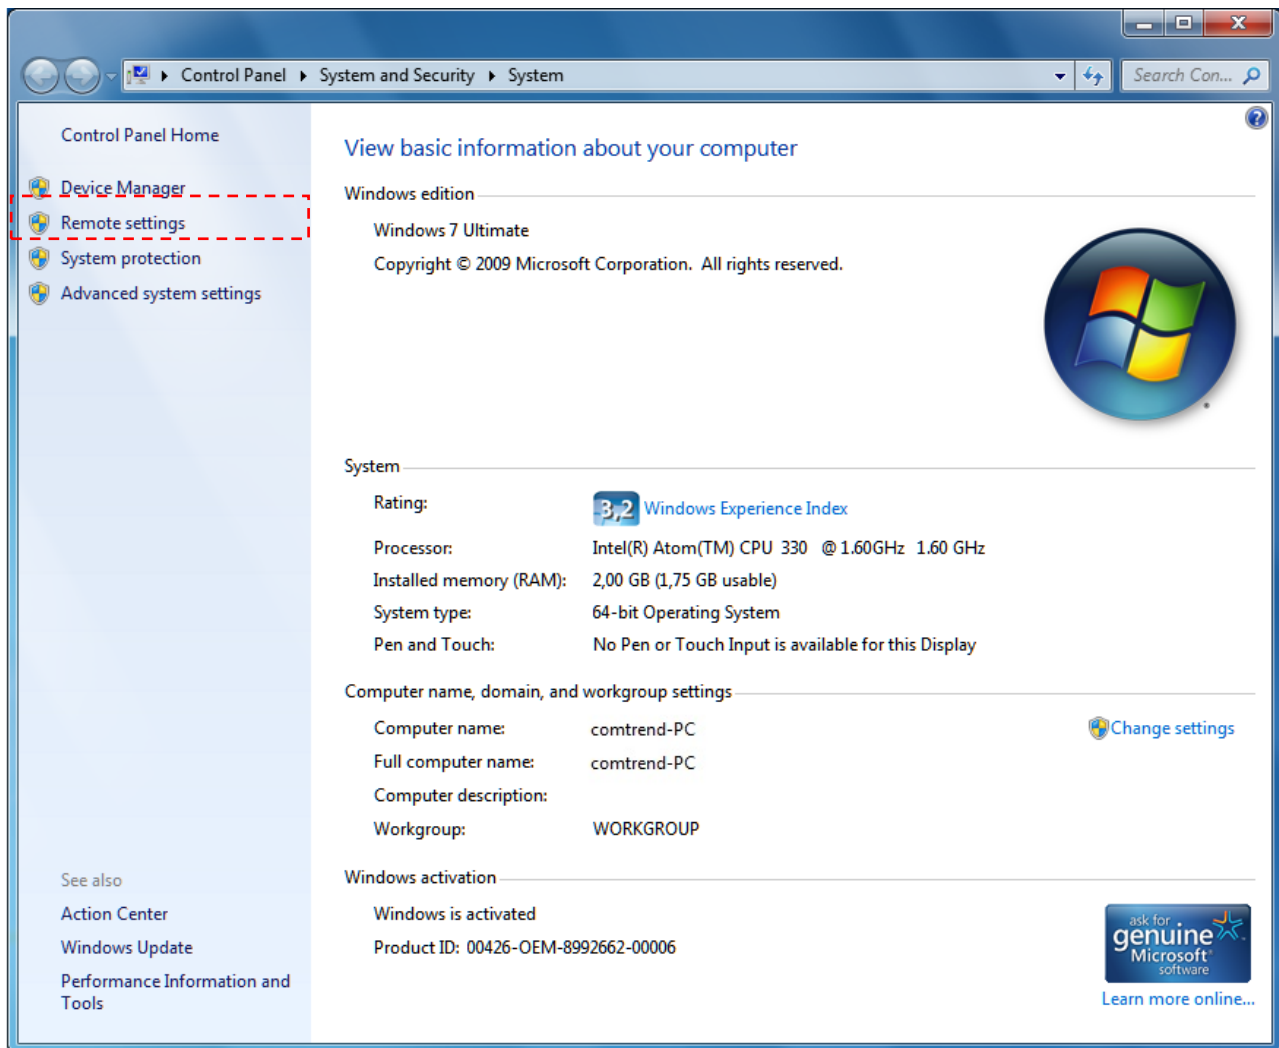 Control Panel ▸ System and Security ▸ System
Search Con...
Control Panel Home
Device Manager
Remote settings
System protection
Advanced system settings
See also
Action Center
Windows Update
Performance Information and
Tools
View basic information about your computer
Windows edition
Windows 7 Ultimate
Copyright © 2009 Microsoft Corporation. All rights reserved.
System
Rating: 3,2 Windows Experience Index
Processor: Intel(R) Atom(TM) CPU 330 @ 1.60GHz 1.60 GHz
Installed memory (RAM): 2,00 GB (1,75 GB usable)
System type: 64-bit Operating System
Pen and Touch: No Pen or Touch Input is available for this Display
Computer name, domain, and workgroup settings
Computer name: comtrend-PC Change settings
Full computer name: comtrend-PC
Computer description:
Workgroup: WORKGROUP
Windows activation
Windows is activated
Product ID: 00426-OEM-8992662-00006
ask for
genuine
Microsoft
software
Learn more online...